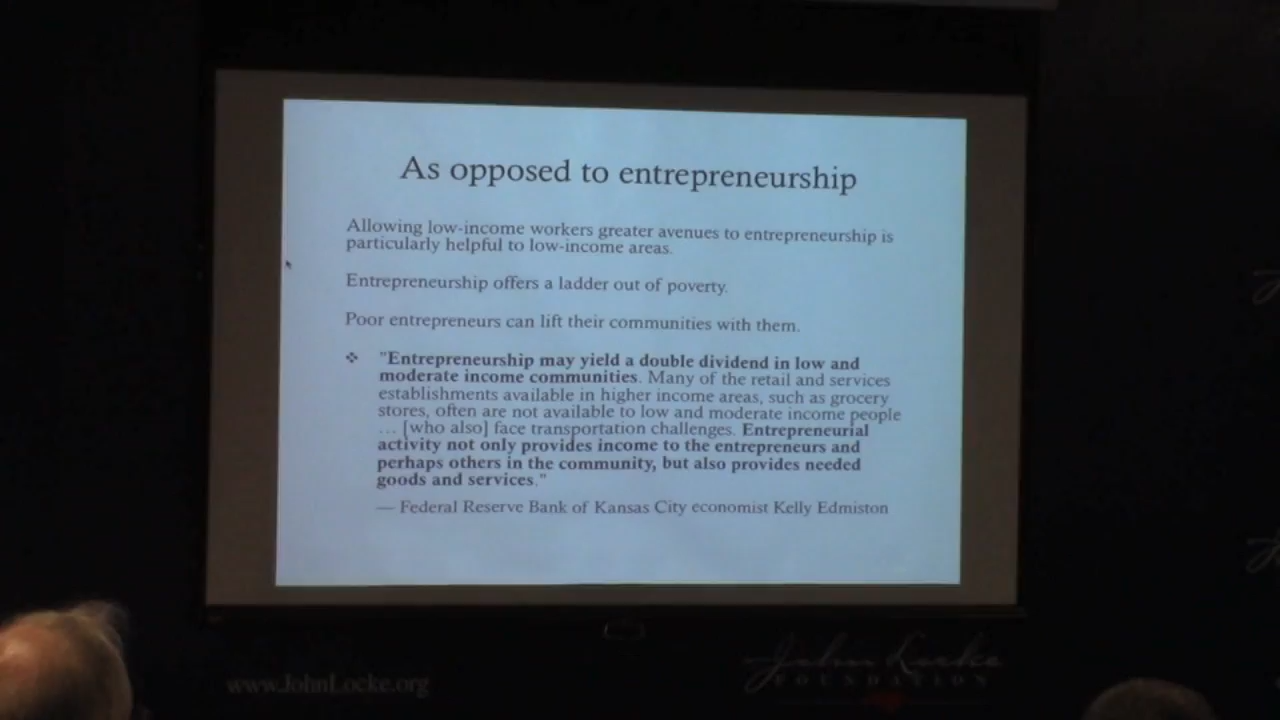 As opposed to entrepreneurship
Allowing low-income workers greater avenues to entrepreneurship is
particularly helpful to low-income areas.
Entrepreneurship offers a ladder out of poverty.
Poor entrepreneurs can lift their communities with them.
❖ "Entrepreneurship may yield a double dividend in low and
moderate income communities. Many of the retail and services
establishments available in higher income areas, such as grocery
stores, often are not available to low and moderate income people
… [who also] face transportation challenges. Entrepreneurial
activity not only provides income to the entrepreneurs and
perhaps others in the community, but also provides needed
goods and services."
— Federal Reserve Bank of Kansas City economist Kelly Edmiston
www.JohnLocke.org
John Locke
FOUNDATION